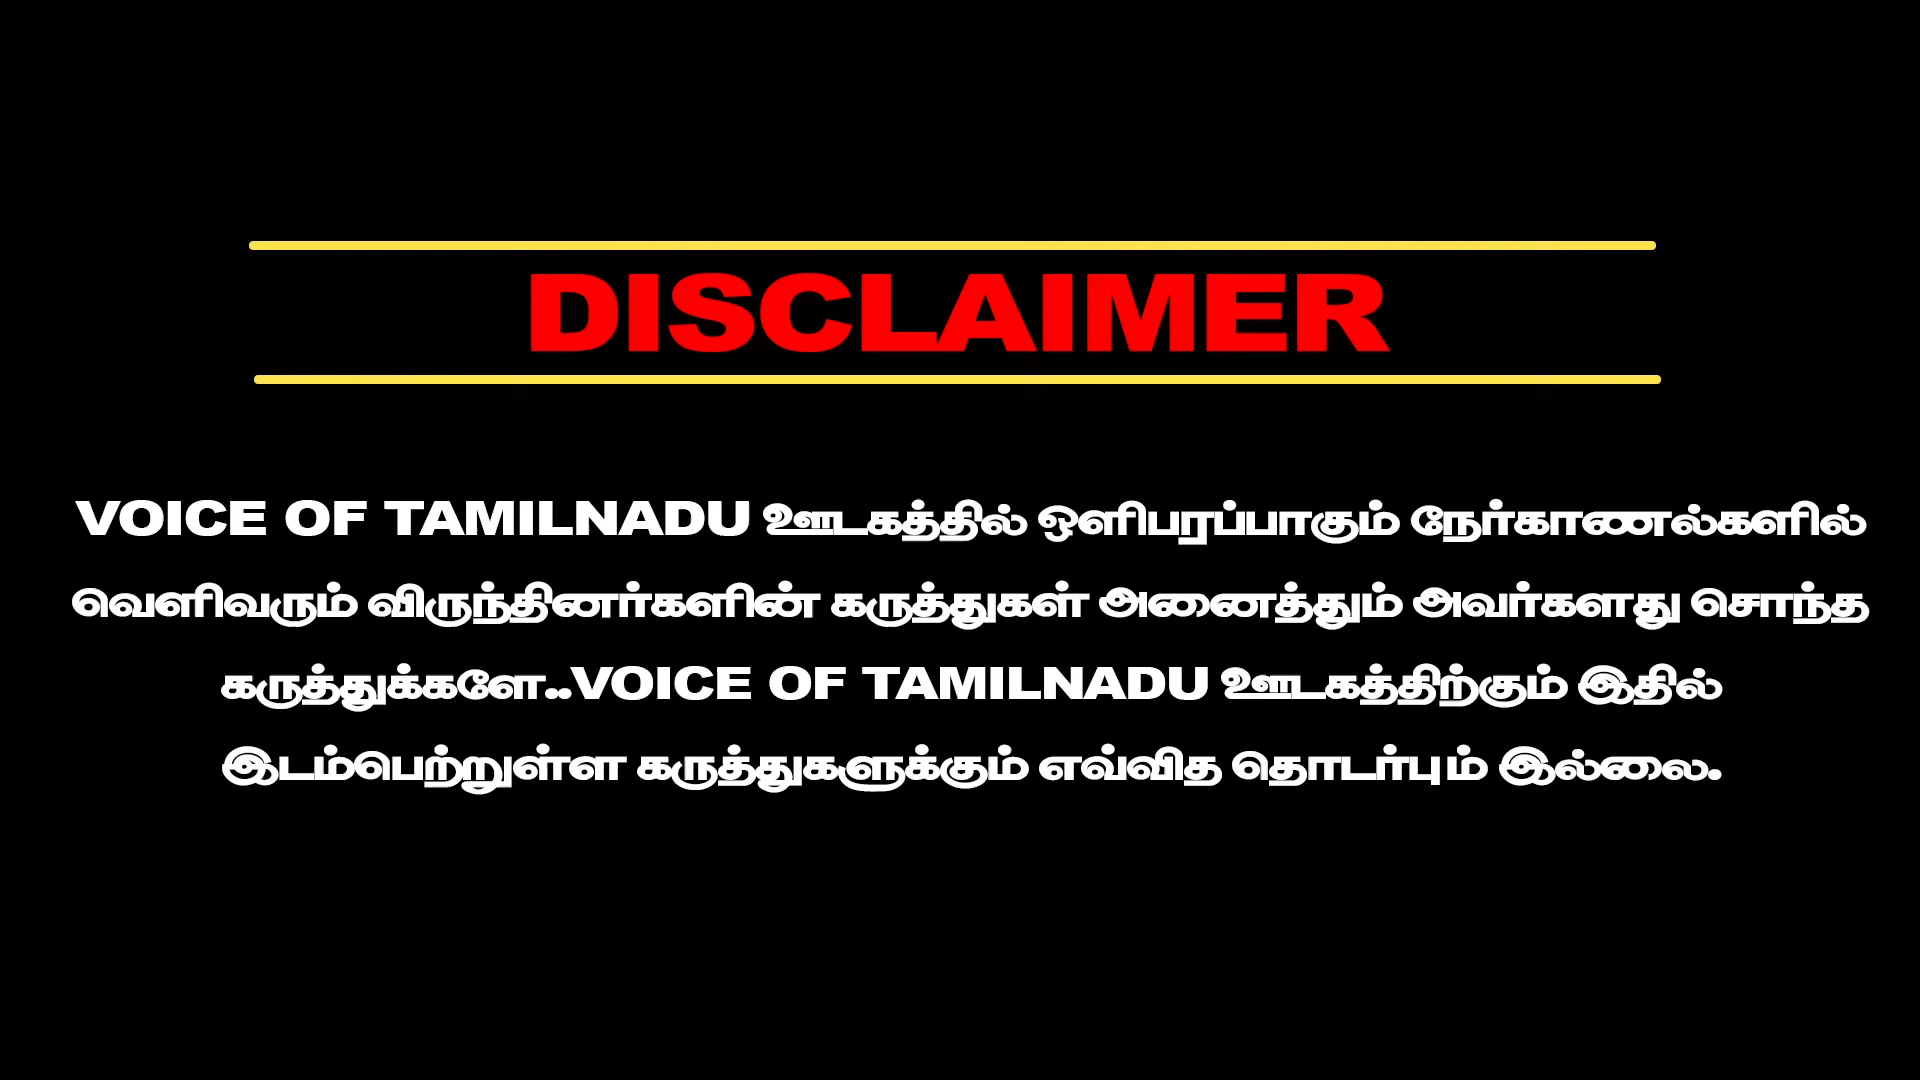 DISCLAIMER
VOICE OF TAMILNADU ஊடகத்தில் ஒளிபரப்பாகும் நேர்காணல்களில்
வெளிவரும் விருந்தினர்களின் கருத்துகள் அனைத்தும் அவர்களது சொந்த
கருத்துக்களே..VOICE OF TAMILNADU ஊடகத்திற்கும் இதில்
இடம்பெற்றுள்ள கருத்துகளுக்கும் எவ்வித தொடர்பும் இல்லை.